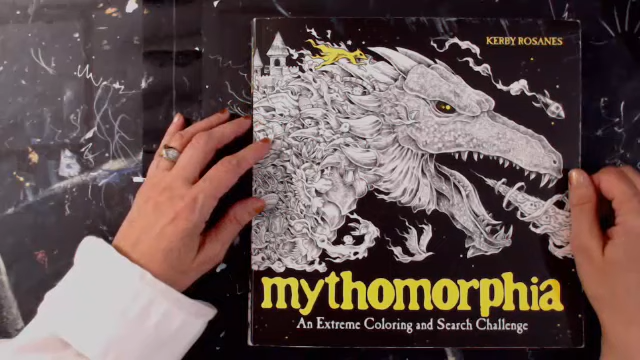 KERBY ROSANES
mythomorphia
An Extreme Coloring and Search Challenge